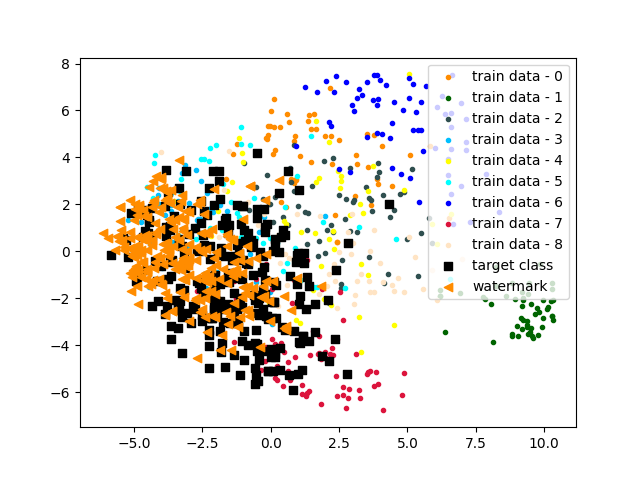 8
6
4
2
0
−2
−4
−6
−5.0
−2.5
0.0
2.5
5.0
7.5
10.0
train data - 0
train data - 1
train data - 2
train data - 3
train data - 4
train data - 5
train data - 6
train data - 7
train data - 8
target class
watermark